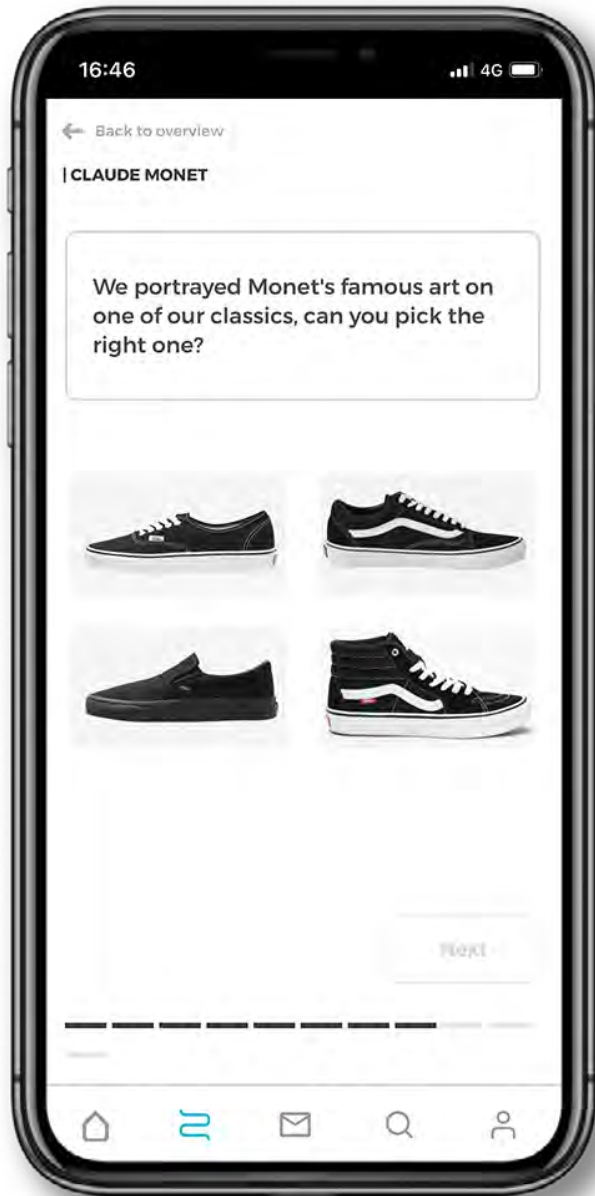 16:46
4G
Back to overview
| CLAUDE MONET
We portrayed Monet's famous art on
one of our classics, can you pick the
right one?
Next